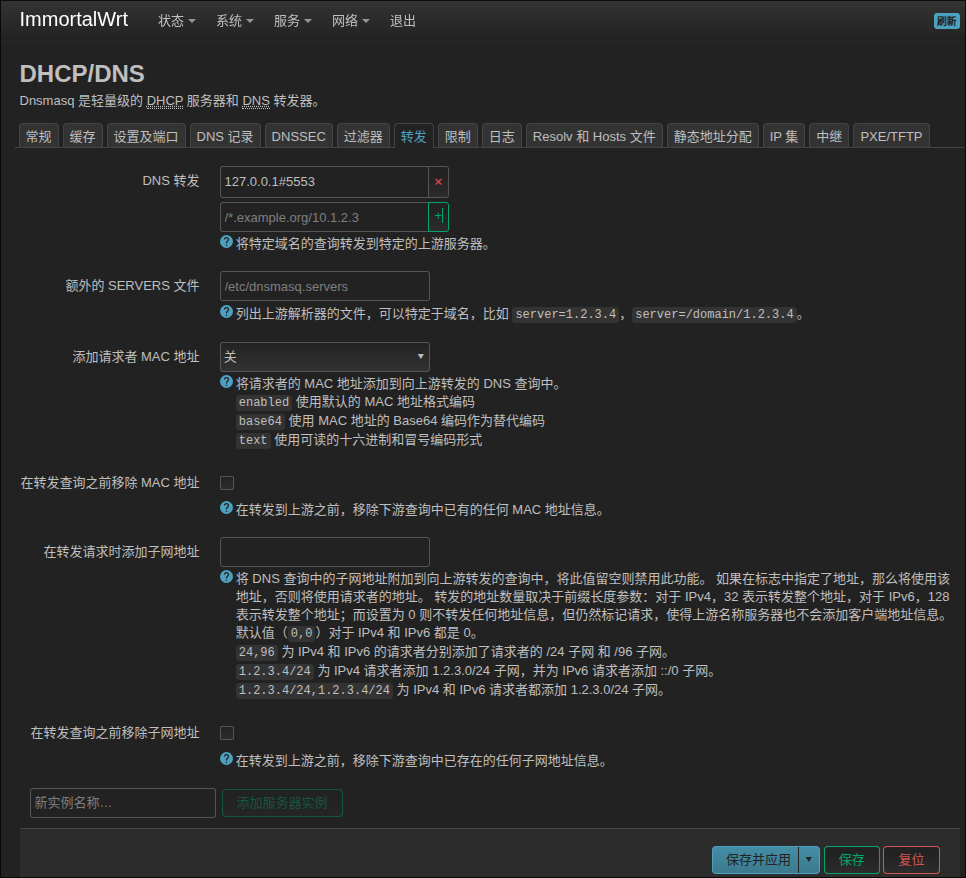 ImmortalWrt 状态 系统 服务 网络 退出 刷新
DHCP/DNS
Dnsmasq 是轻量级的 DHCP 服务器和 DNS 转发器。
常规 缓存 设置及端口 DNS 记录 DNSSEC 过滤器 转发 限制 日志 Resolv 和 Hosts 文件 静态地址分配 IP 集 中继 PXE/TFTP
DNS 转发 127.0.0.1#5553 ×
/*.example.org/10.1.2.3 +
将特定域名的查询转发到特定的上游服务器。
额外的 SERVERS 文件 /etc/dnsmasq.servers
列出上游解析器的文件，可以特定于域名，比如 server=1.2.3.4，server=/domain/1.2.3.4。
添加请求者 MAC 地址 关
将请求者的 MAC 地址添加到向上游转发的 DNS 查询中。
enabled 使用默认的 MAC 地址格式编码
base64 使用 MAC 地址的 Base64 编码作为替代编码
text 使用可读的十六进制和冒号编码形式
在转发查询之前移除 MAC 地址
在转发到上游之前，移除下游查询中已有的任何 MAC 地址信息。
在转发请求时添加子网地址
将 DNS 查询中的子网地址附加到向上游转发的查询中，将此值留空则禁用此功能。 如果在标志中指定了地址，那么将使用该
地址，否则将使用请求者的地址。 转发的地址数量取决于前缀长度参数：对于 IPv4，32 表示转发整个地址，对于 IPv6，128
表示转发整个地址；而设置为 0 则不转发任何地址信息，但仍然标记请求，使得上游名称服务器也不会添加客户端地址信息。
默认值（0,0）对于 IPv4 和 IPv6 都是 0。
24,96 为 IPv4 和 IPv6 的请求者分别添加了请求者的 /24 子网 和 /96 子网。
1.2.3.4/24 为 IPv4 请求者添加 1.2.3.0/24 子网，并为 IPv6 请求者添加 ::/0 子网。
1.2.3.4/24,1.2.3.4/24 为 IPv4 和 IPv6 请求者都添加 1.2.3.0/24 子网。
在转发查询之前移除子网地址
在转发到上游之前，移除下游查询中已存在的任何子网地址信息。
新实例名称… 添加服务器实例
保存并应用 保存 复位